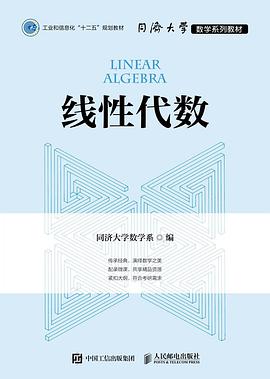 工业和信息化“十二五”规划教材
同济大学 数学系列教材
LINEAR
ALGEBRA
线性代数
同济大学数学系 编
传承经典,演绎数学之美
配录微课,共享精品资源
紧扣大纲,符合考研需求
中国工信出版集团
人民邮电出版社
POSTS & TELECOM PRESS